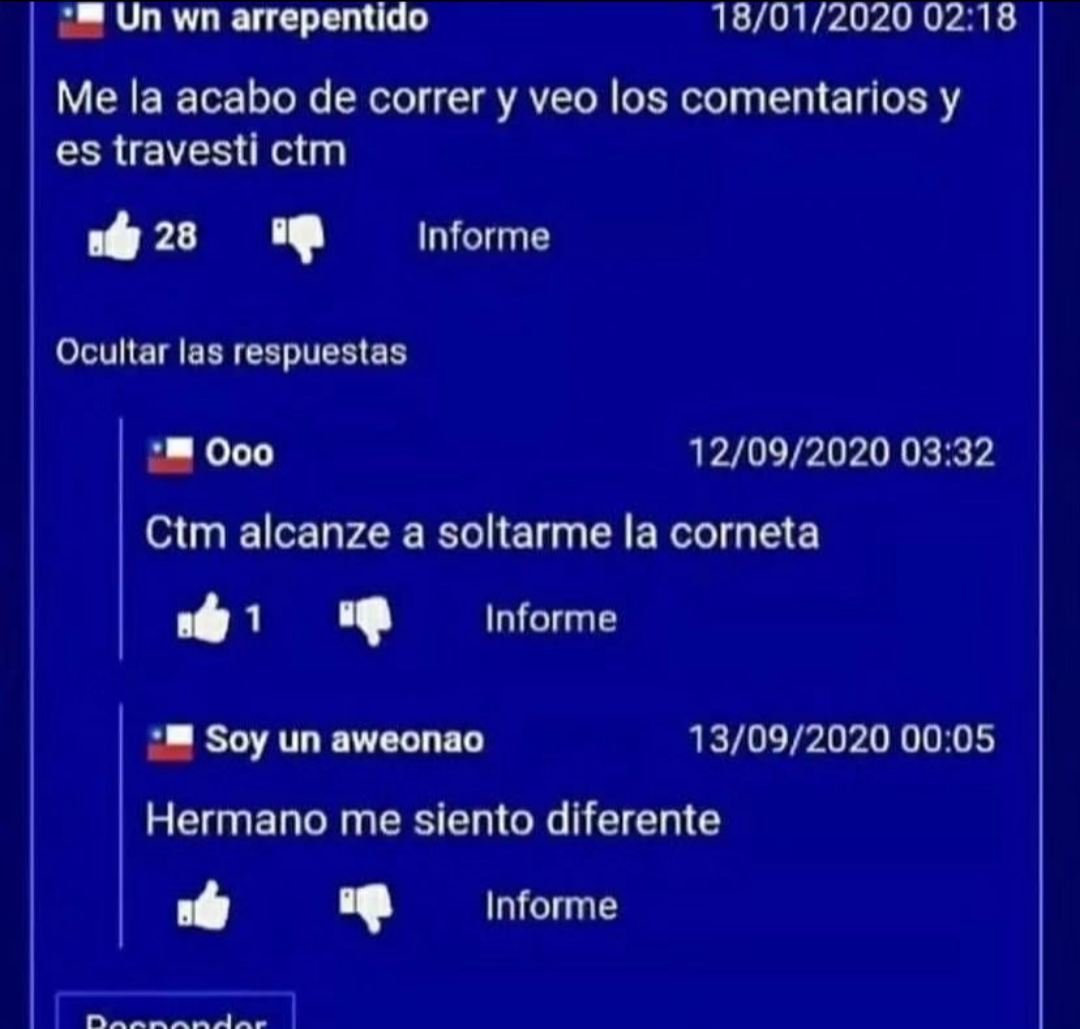 Un wn arrepentido 18/01/2020 02:18
Me la acabo de correr y veo los comentarios y
es travesti ctm
28 Informe
Ocultar las respuestas
Ooo 12/09/2020 03:32
Ctm alcanze a soltarme la corneta
1 Informe
Soy un aweonao 13/09/2020 00:05
Hermano me siento diferente
Informe
Responder